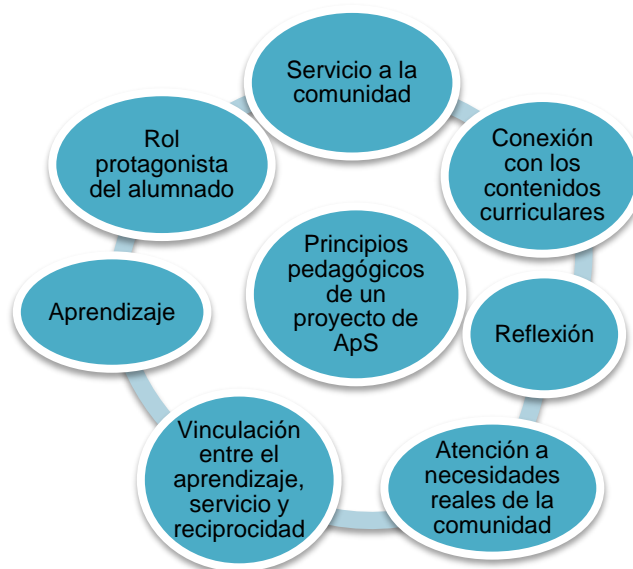 Servicio a la
comunidad
Conexión
con los
contenidos
curriculares
Reflexión
Atención a
necesidades
reales de la
comunidad
Vinculación
entre el
aprendizaje,
servicio y
reciprocidad
Aprendizaje
Rol
protagonista
del alumnado
Principios
pedagógicos
de un
proyecto de
ApS